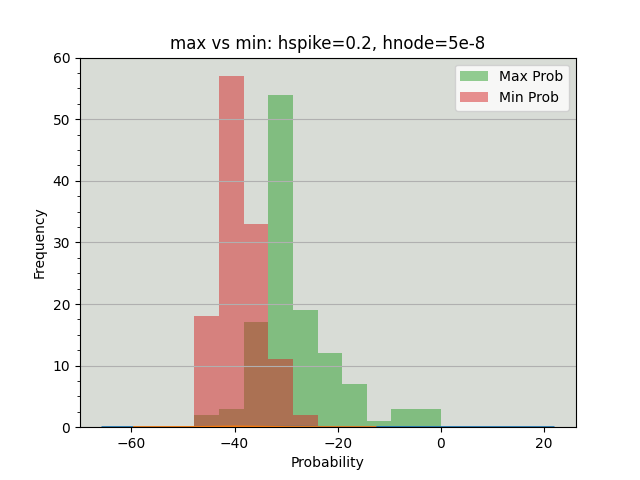 max vs min: hspike=0.2, hnode=5e-8
Max Prob
Min Prob
60
50
40
30
20
10
0
Frequency
−60 −40 −20 0 20
Probability